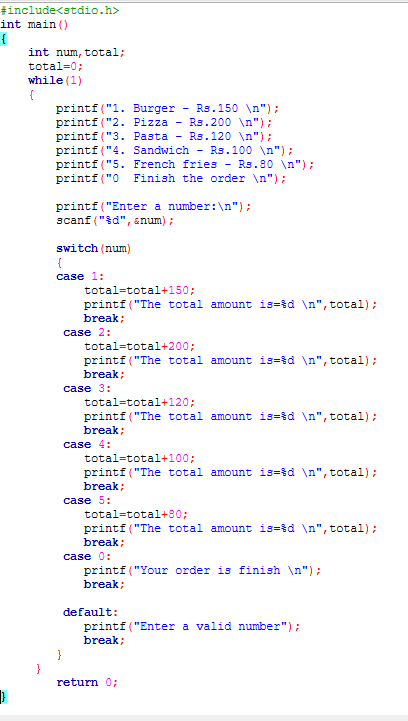 #include<stdio.h>
int main()
{
    int num,total;
    total=0;
    while(1)
    {
        printf("1. Burger - Rs.150 \n");
        printf("2. Pizza - Rs.200 \n");
        printf("3. Pasta - Rs.120 \n");
        printf("4. Sandwich - Rs.100 \n");
        printf("5. French fries - Rs.80 \n");
        printf("0  Finish the order \n");

        printf("Enter a number:\n");
        scanf("%d",&num);

        switch(num)
        {
        case 1:
            total=total+150;
            printf("The total amount is=%d \n",total);
            break;
         case 2:
            total=total+200;
            printf("The total amount is=%d \n",total);
            break;
         case 3:
            total=total+120;
            printf("The total amount is=%d \n",total);
            break;
         case 4:
            total=total+100;
            printf("The total amount is=%d \n",total);
            break;
         case 5:
            total=total+80;
            printf("The total amount is=%d \n",total);
            break;
         case 0:
            printf("Your order is finish \n");
            break;

         default:
            printf("Enter a valid number");
            break;
        }
     }
        return 0;
}